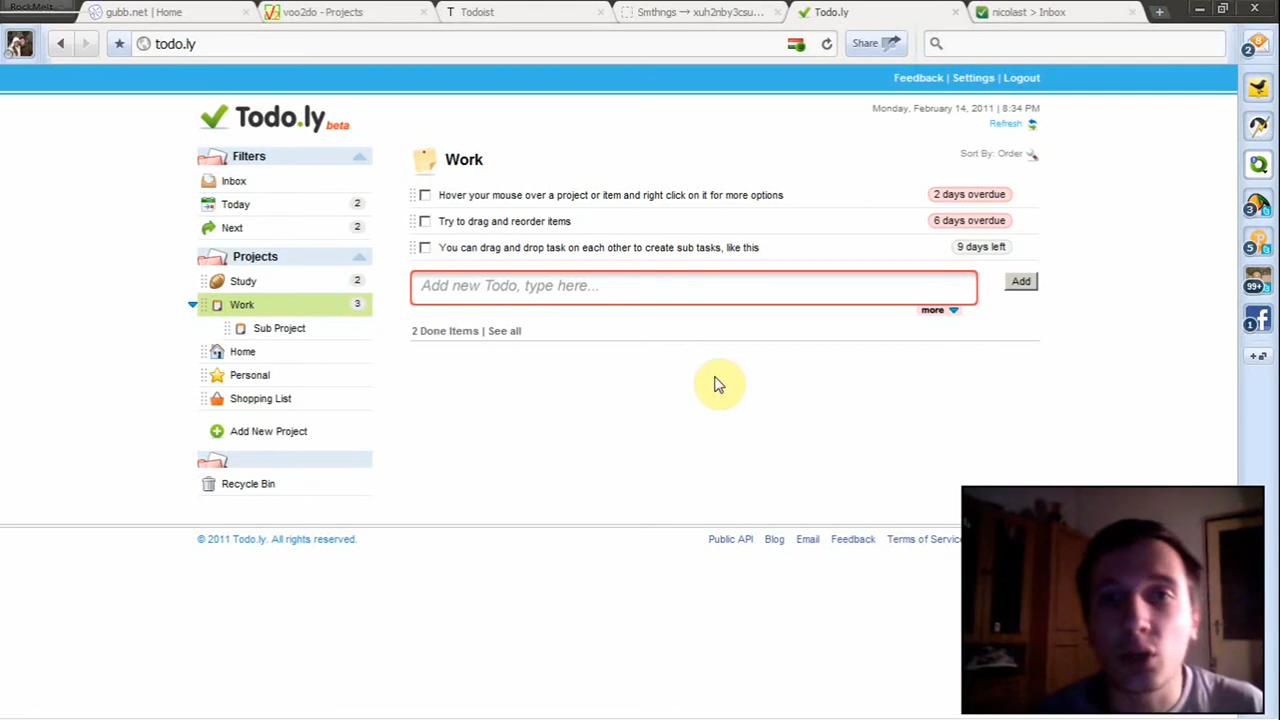 RockMelt
gubb.net | Home
voo2do - Projects
Todoist
Smthngs → xuh2nby3csu...
Todo.ly
nicolast > Inbox
todo.ly
Share
2
Feedback | Settings | Logout
Todo.ly beta
Monday, February 14, 2011 | 8:34 PM
Refresh
Filters
Work
Sort By: Order
Inbox
Hover your mouse over a project or item and right click on it for more options
2 days overdue
Today 2
Try to drag and reorder items
6 days overdue
3
Next 2
You can drag and drop task on each other to create sub tasks, like this
9 days left
5
Projects
Study 2
Add new Todo, type here...
Add
99+
Work 3
more
Sub Project
2 Done Items | See all
1
Home
Personal
Shopping List
Add New Project
Recycle Bin
© 2011 Todo.ly. All rights reserved.
Public API
Blog
Email
Feedback
Terms of Servic